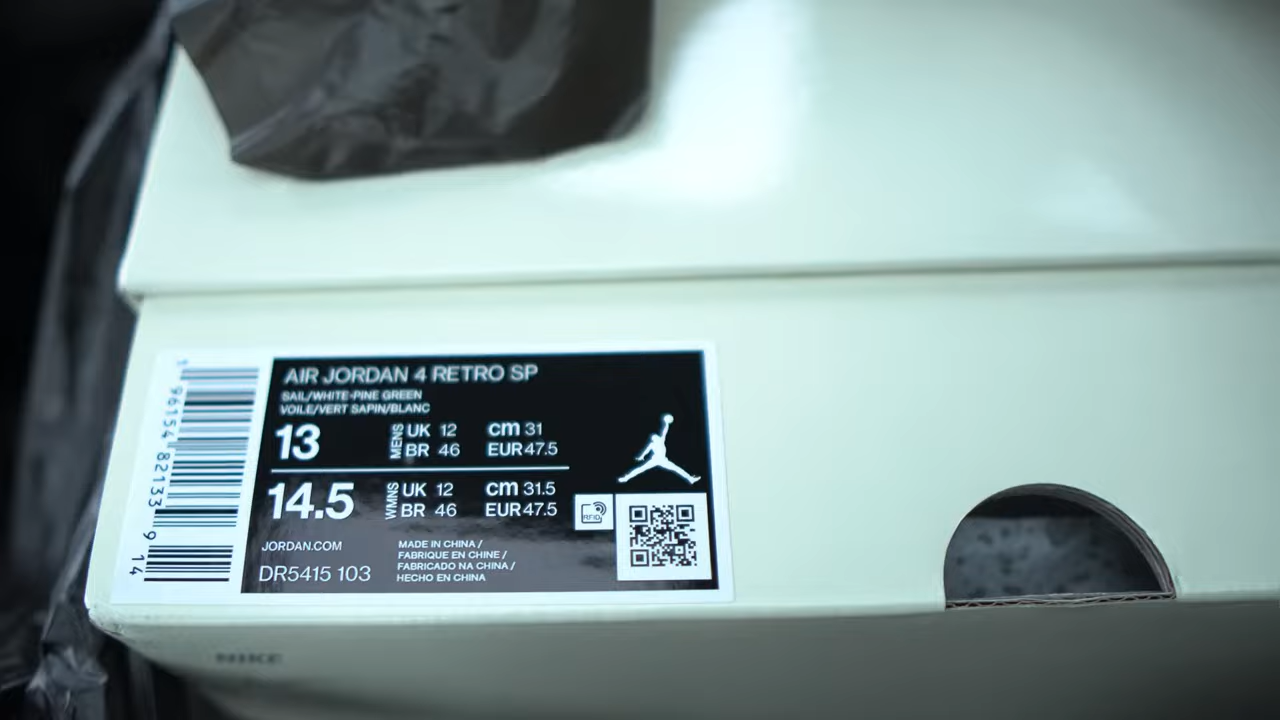 AIR JORDAN 4 RETRO SP
SAIL/WHITE-PINE GREEN
VOILE/VERT SAPIN/BLANC
13 MENS UK 12 cm 31
BR 46 EUR 47.5
14.5 WMNS UK 12 cm 31.5
BR 46 EUR 47.5
RFID
JORDAN.COM
DR5415 103
MADE IN CHINA /
FABRIQUE EN CHINE /
FABRICADO NA CHINA /
HECHO EN CHINA
1 96154 82133 9 14
NIKE